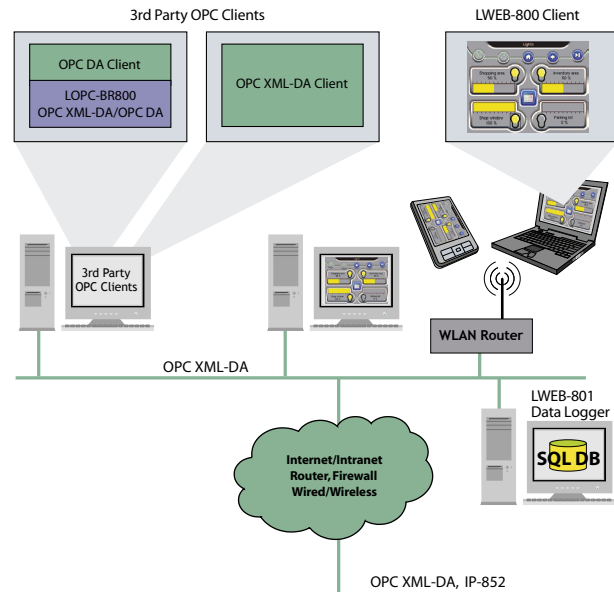 3rd Party OPC Clients
LWEB-800 Client
OPC DA Client
LOPC-BR800
OPC XML-DA/OPC DA
OPC XML-DA Client
Lights
Shopping area
50 %
Inventory area
50 %
Shop window
100 %
Parking lot
0 %
3rd Party
OPC Clients
WLAN Router
OPC XML-DA
LWEB-801
Data Logger
SQL DB
Internet/Intranet
Router, Firewall
Wired/Wireless
OPC XML-DA, IP-852